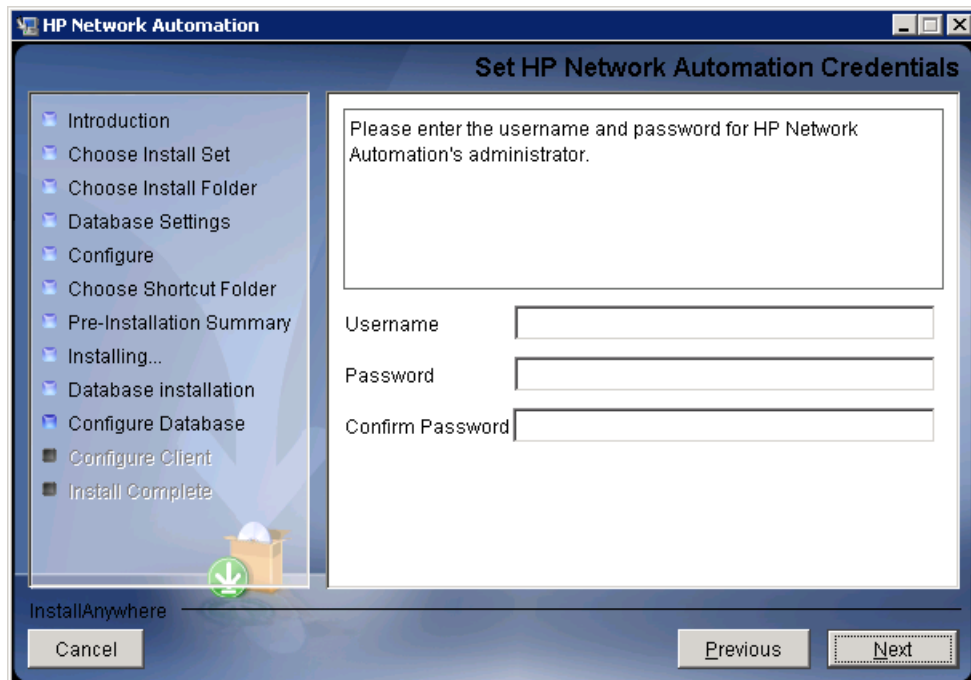 HP Network Automation
Set HP Network Automation Credentials
Introduction
Choose Install Set
Choose Install Folder
Database Settings
Configure
Choose Shortcut Folder
Pre-Installation Summary
Installing...
Database installation
Configure Database
Configure Client
Install Complete
Please enter the username and password for HP Network
Automation's administrator.
Username
Password
Confirm Password
InstallAnywhere
Cancel
Previous
Next